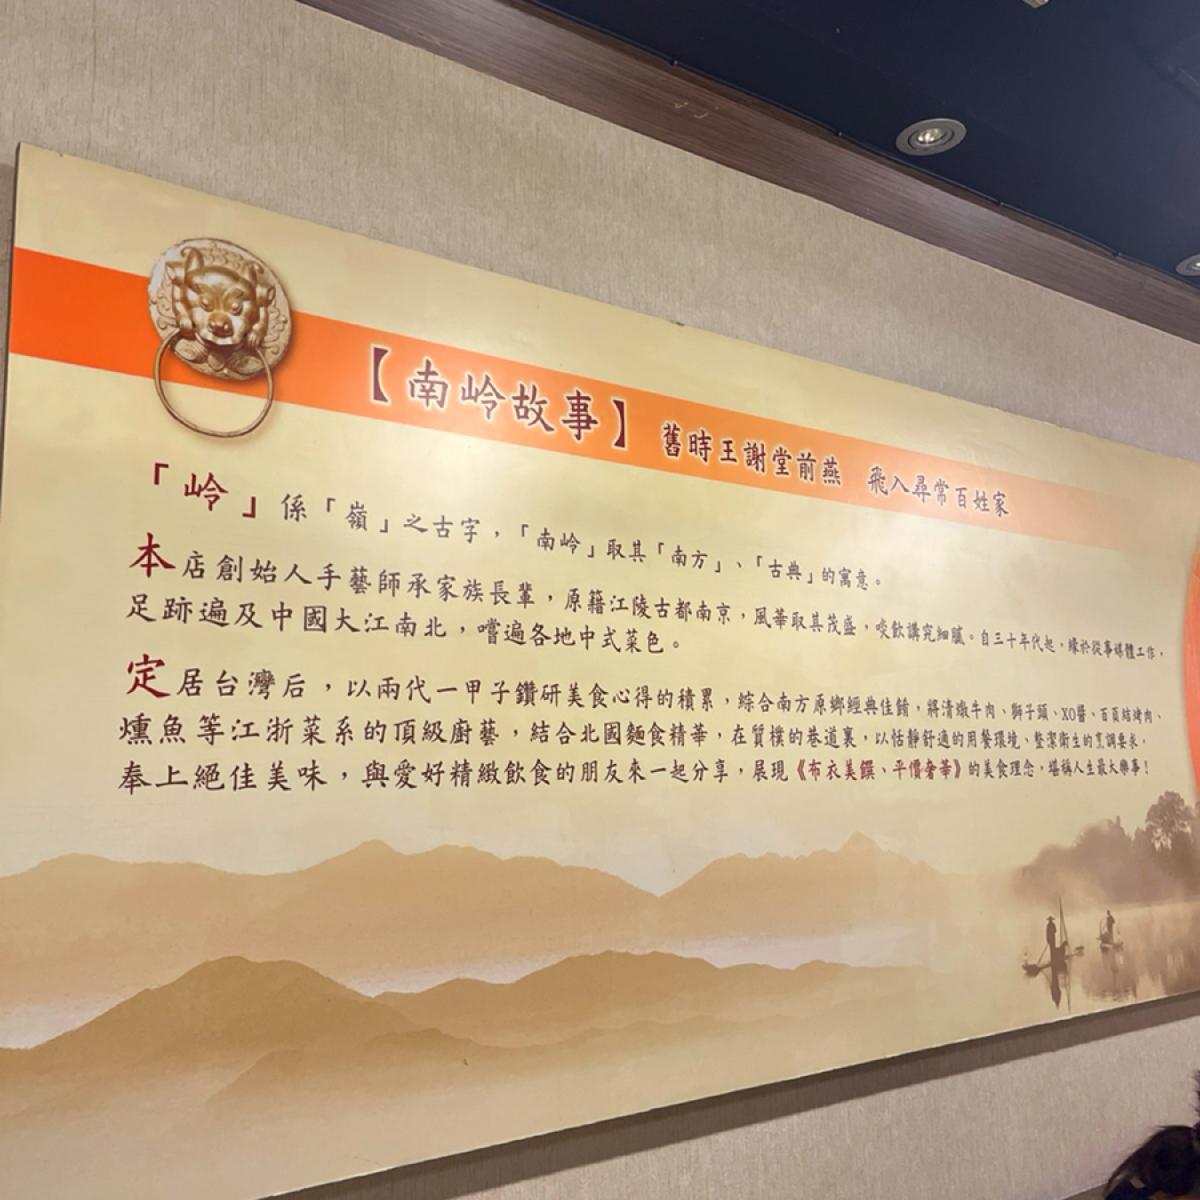 【南岭故事】 舊時王謝堂前燕 飛入尋常百姓家
「岭」係「嶺」之古字，「南岭」取其「南方」、「古典」的寓意。
本店創始人手藝師承家族長輩，原籍江陵古都南京，風華取其茂盛，啖飲講究細膩。自三十年代起，緣於從事媒體工作，
足跡遍及中國大江南北，嚐遍各地中式菜色。
定居台灣后，以兩代一甲子鑽研美食心得的積累，綜合南方原鄉經典佳餚，將清燉牛肉、獅子頭、XO醬、百頁結烤肉、
燻魚等江浙菜系的頂級廚藝，結合北國麵食精華，在質樸的巷道裏，以恬靜舒適的用餐環境、整潔衛生的烹調要求，
奉上絕佳美味，與愛好精緻飲食的朋友來一起分享，展現《布衣美饌、平價奢華》的美食理念，堪稱人生最大樂事！